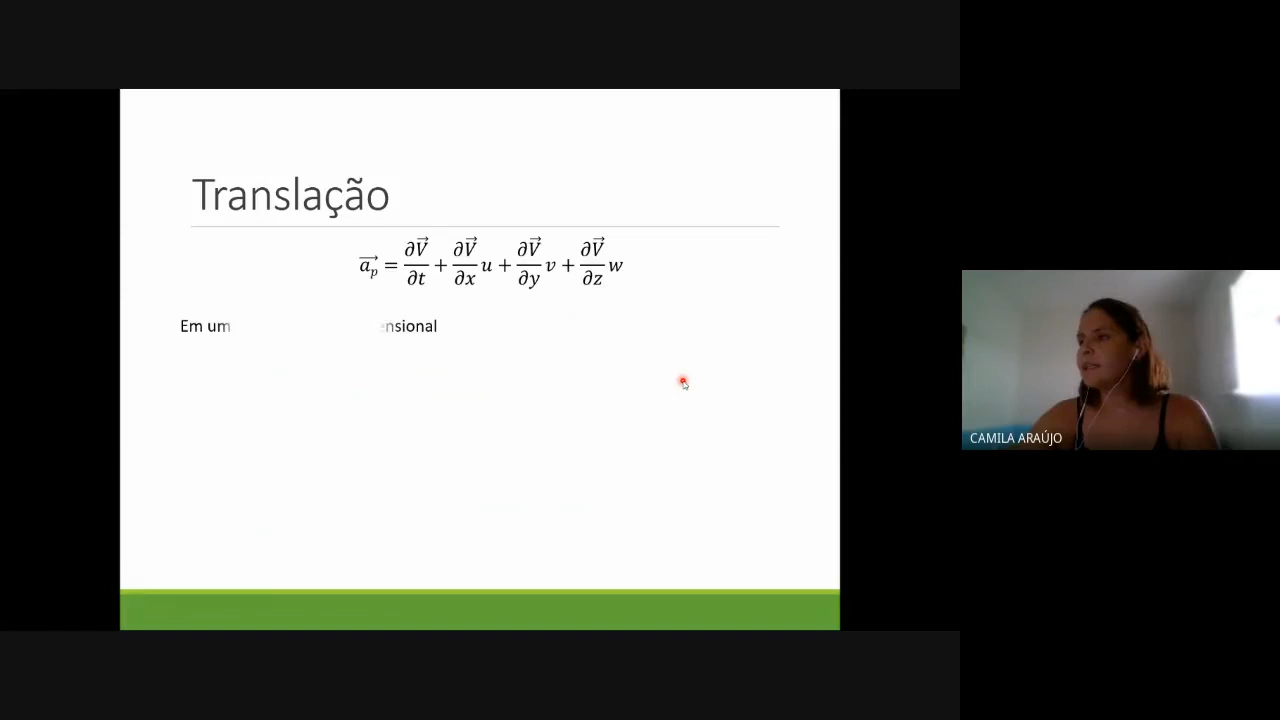 Translação
\vec{a_p} = \frac{\partial \vec{V}}{\partial t} + \frac{\partial \vec{V}}{\partial x} u + \frac{\partial \vec{V}}{\partial y} v + \frac{\partial \vec{V}}{\partial z} w
Em um ensional
CAMILA ARAÚJO